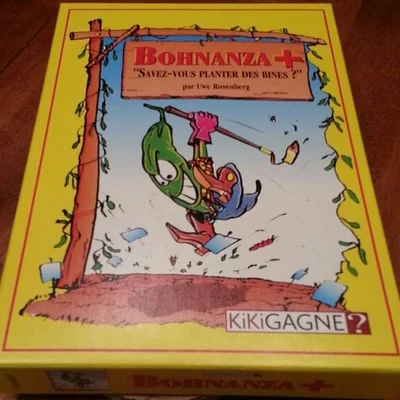 BOHNANZA +
"SAVEZ-VOUS PLANTER DES BINES ?"
par Uwe Rosenberg
KiKiGAGNE?
BOHNANZA +